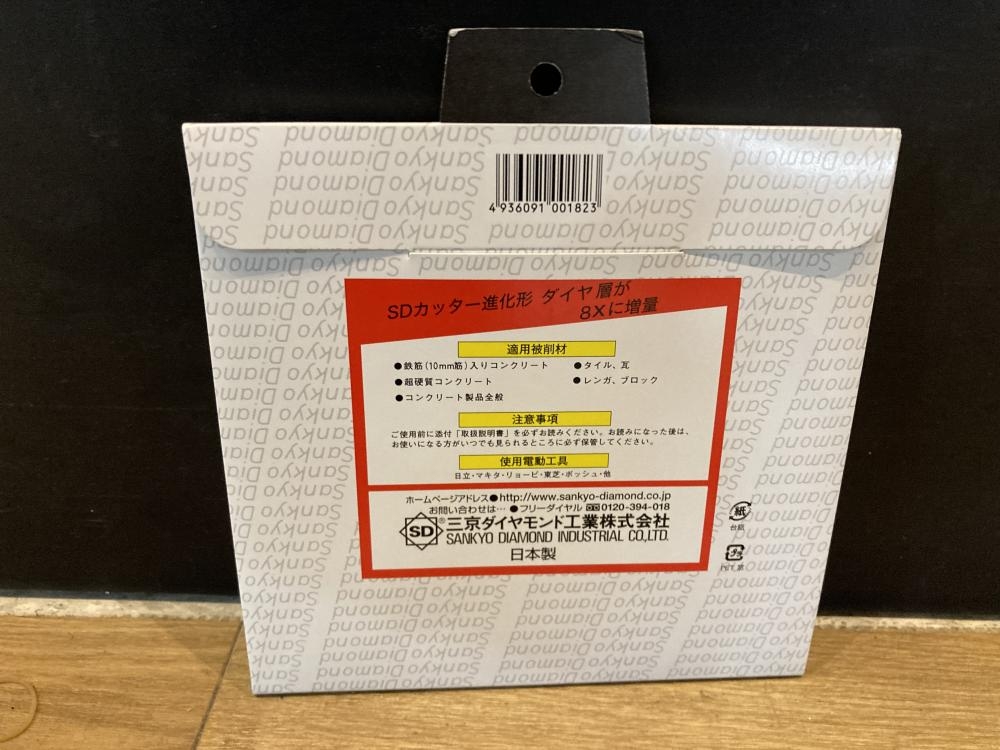 4 936091 001823
SDカッター進化形 ダイヤ層が
8Xに増量
適用被削材
●鉄筋(10mm筋)入りコンクリート
●超硬質コンクリート
●コンクリート製品全般
●タイル、瓦
●レンガ、ブロック
注意事項
ご使用前に添付「取扱説明書」を必ずお読みください。お読みになった後は、
お使いになる方がいつでも見られるところに必ず保管してください。
使用電動工具
日立・マキタ・リョービ・東芝・ボッシュ・他
ホームページアドレス●http://www.sankyo-diamond.co.jp
お問い合わせは…●フリーダイヤル 0120-394-018
SD®三京ダイヤモンド工業株式会社
SANKYO DIAMOND INDUSTRIAL CO.,LTD.
日本製
紙
台紙
プラ
SankyoDiamond